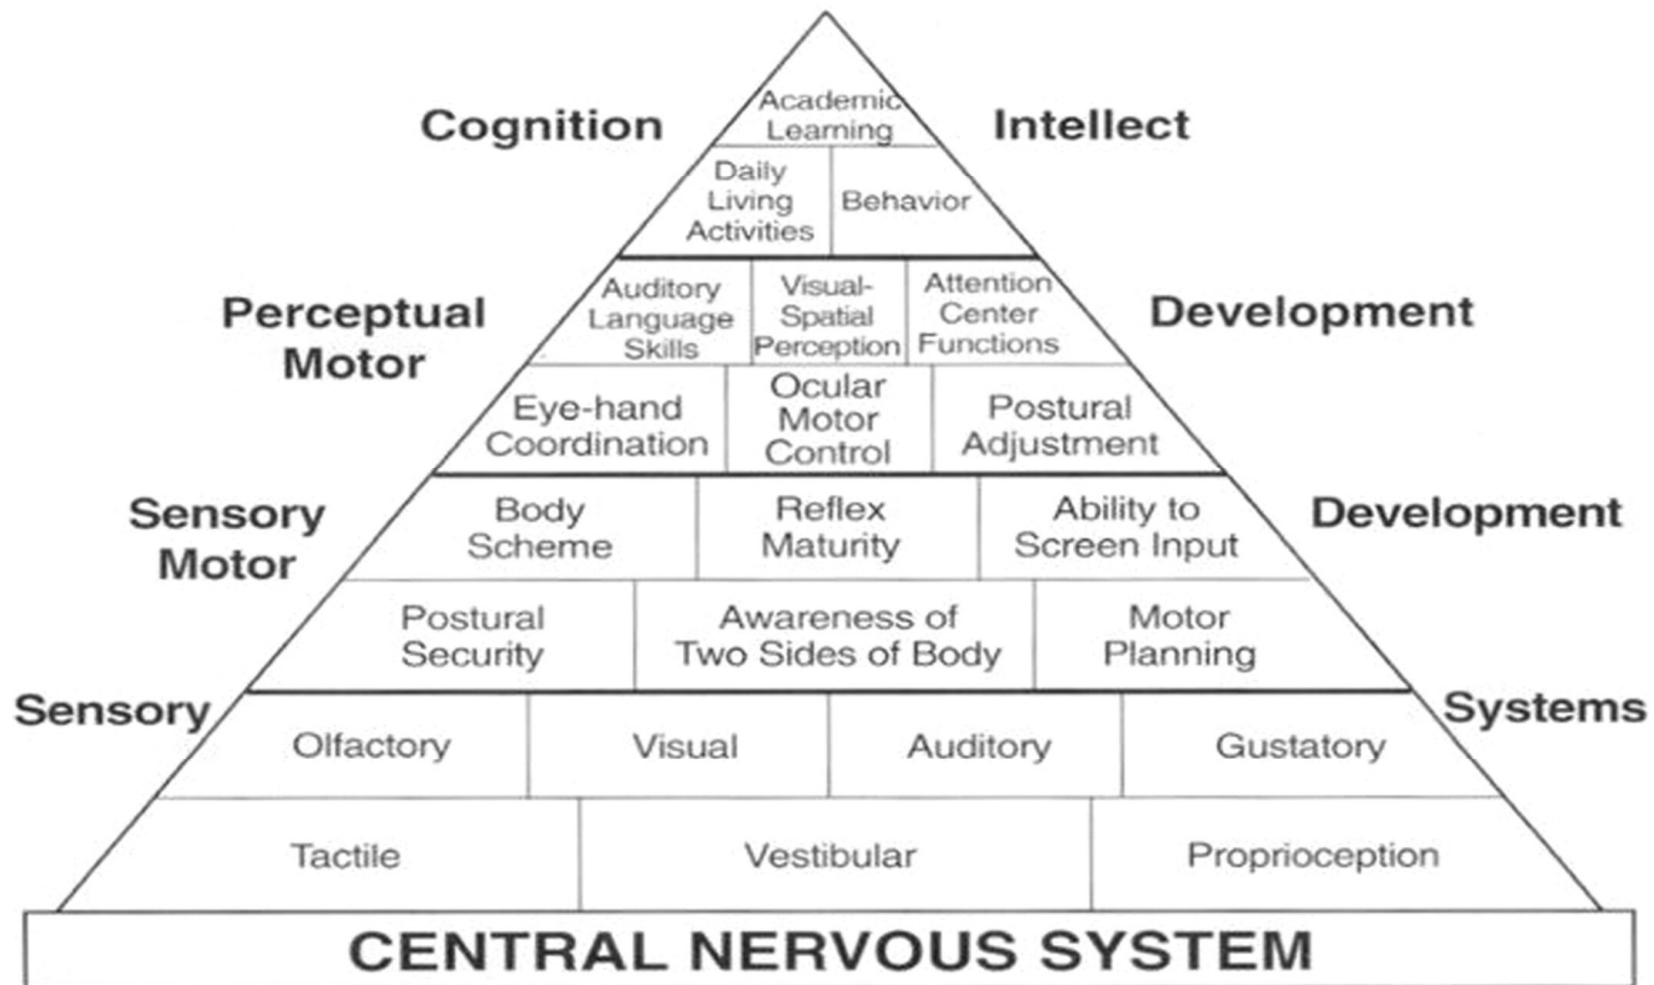 Cognition
Intellect
Academic
Learning
Daily
Living
Activities
Behavior
Perceptual
Motor
Development
Auditory
Language
Skills
Visual-
Spatial
Perception
Attention
Center
Functions
Eye-hand
Coordination
Ocular
Motor
Control
Postural
Adjustment
Sensory
Motor
Development
Body
Scheme
Reflex
Maturity
Ability to
Screen Input
Postural
Security
Awareness of
Two Sides of Body
Motor
Planning
Sensory
Systems
Olfactory
Visual
Auditory
Gustatory
Tactile
Vestibular
Proprioception
CENTRAL NERVOUS SYSTEM